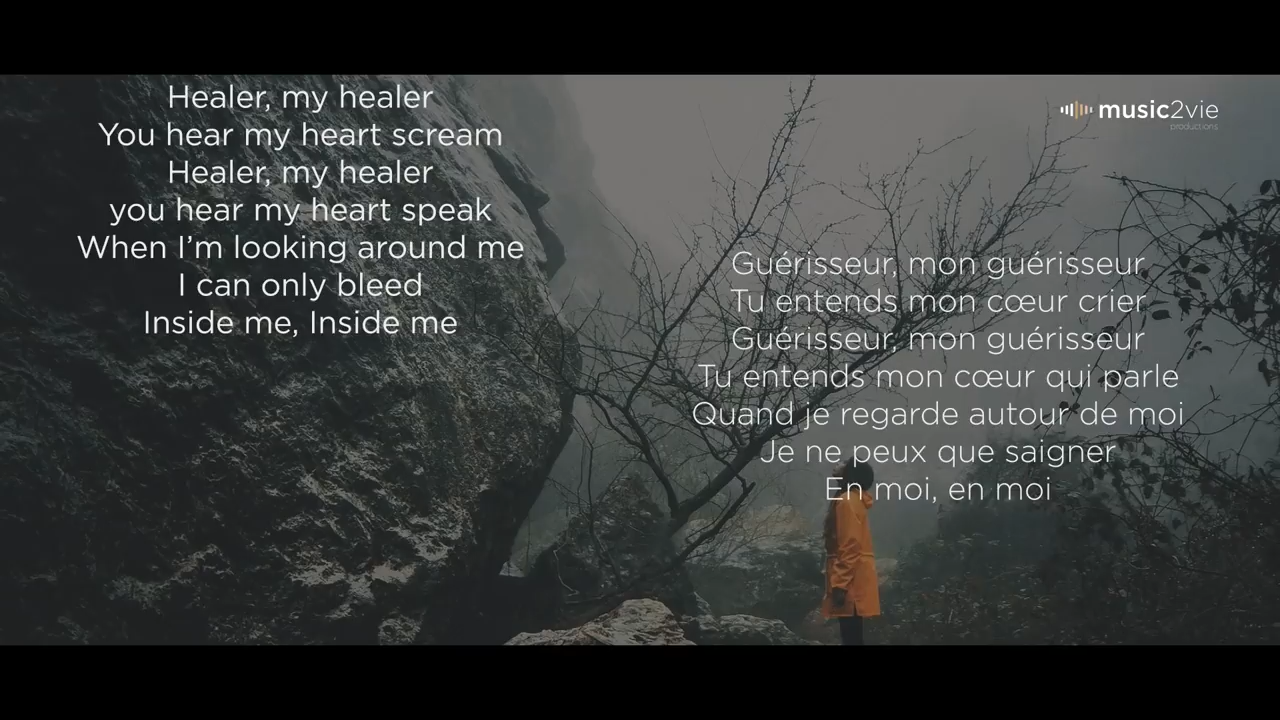 Healer, my healer
You hear my heart scream
Healer, my healer
you hear my heart speak
When I'm looking around me
I can only bleed
Inside me, Inside me
music2vie
productions
Guérisseur, mon guérisseur
Tu entends mon cœur crier
Guérisseur, mon guérisseur
Tu entends mon cœur qui parle
Quand je regarde autour de moi
Je ne peux que saigner
En moi, en moi